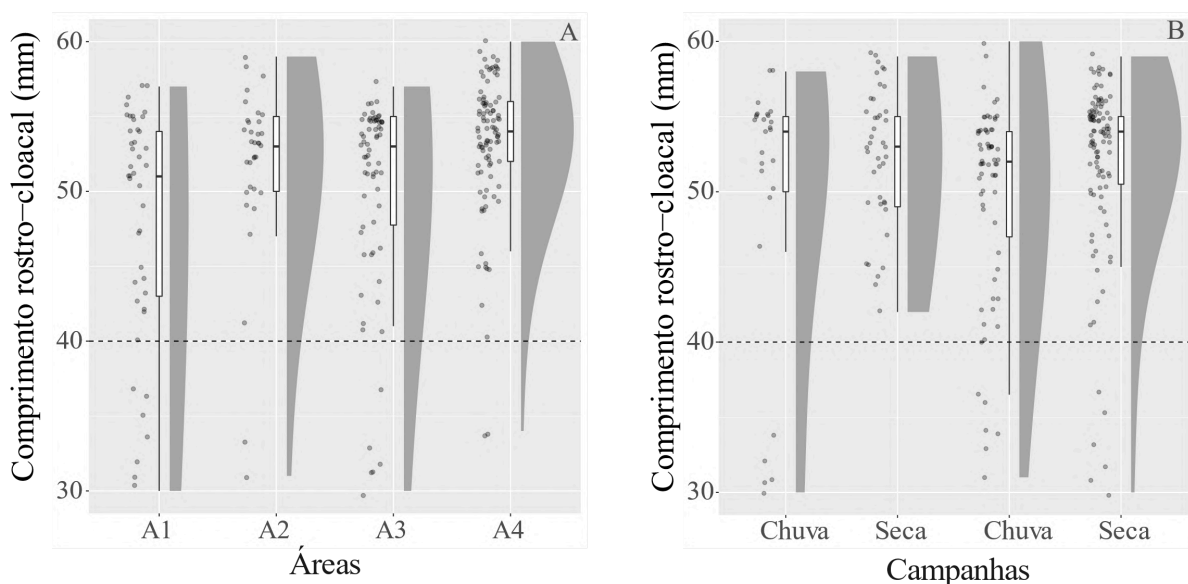 A
Comprimento rostro-cloacal (mm)
60
50
40
30
A1 A2 A3 A4
Áreas
B
Comprimento rostro-cloacal (mm)
60
50
40
30
Chuva Seca Chuva Seca
Campanhas